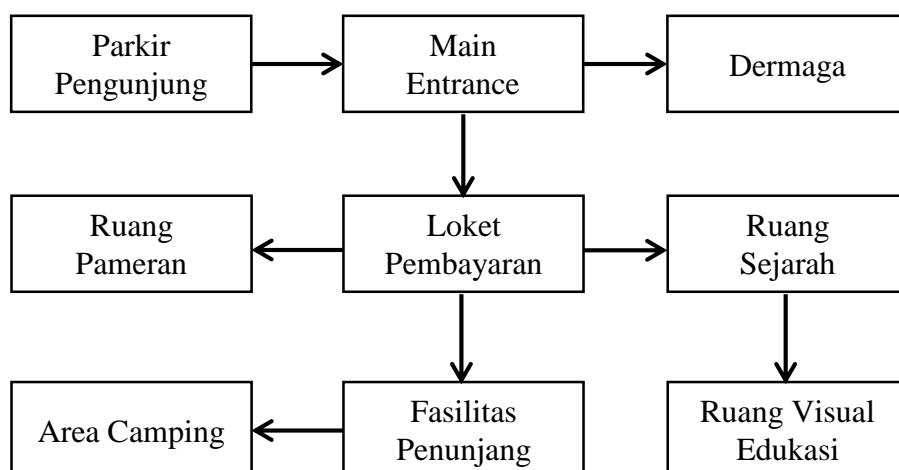 Parkir
Pengunjung
Main
Entrance
Dermaga
Ruang
Pameran
Loket
Pembayaran
Ruang
Sejarah
Area Camping
Fasilitas
Penunjang
Ruang Visual
Edukasi